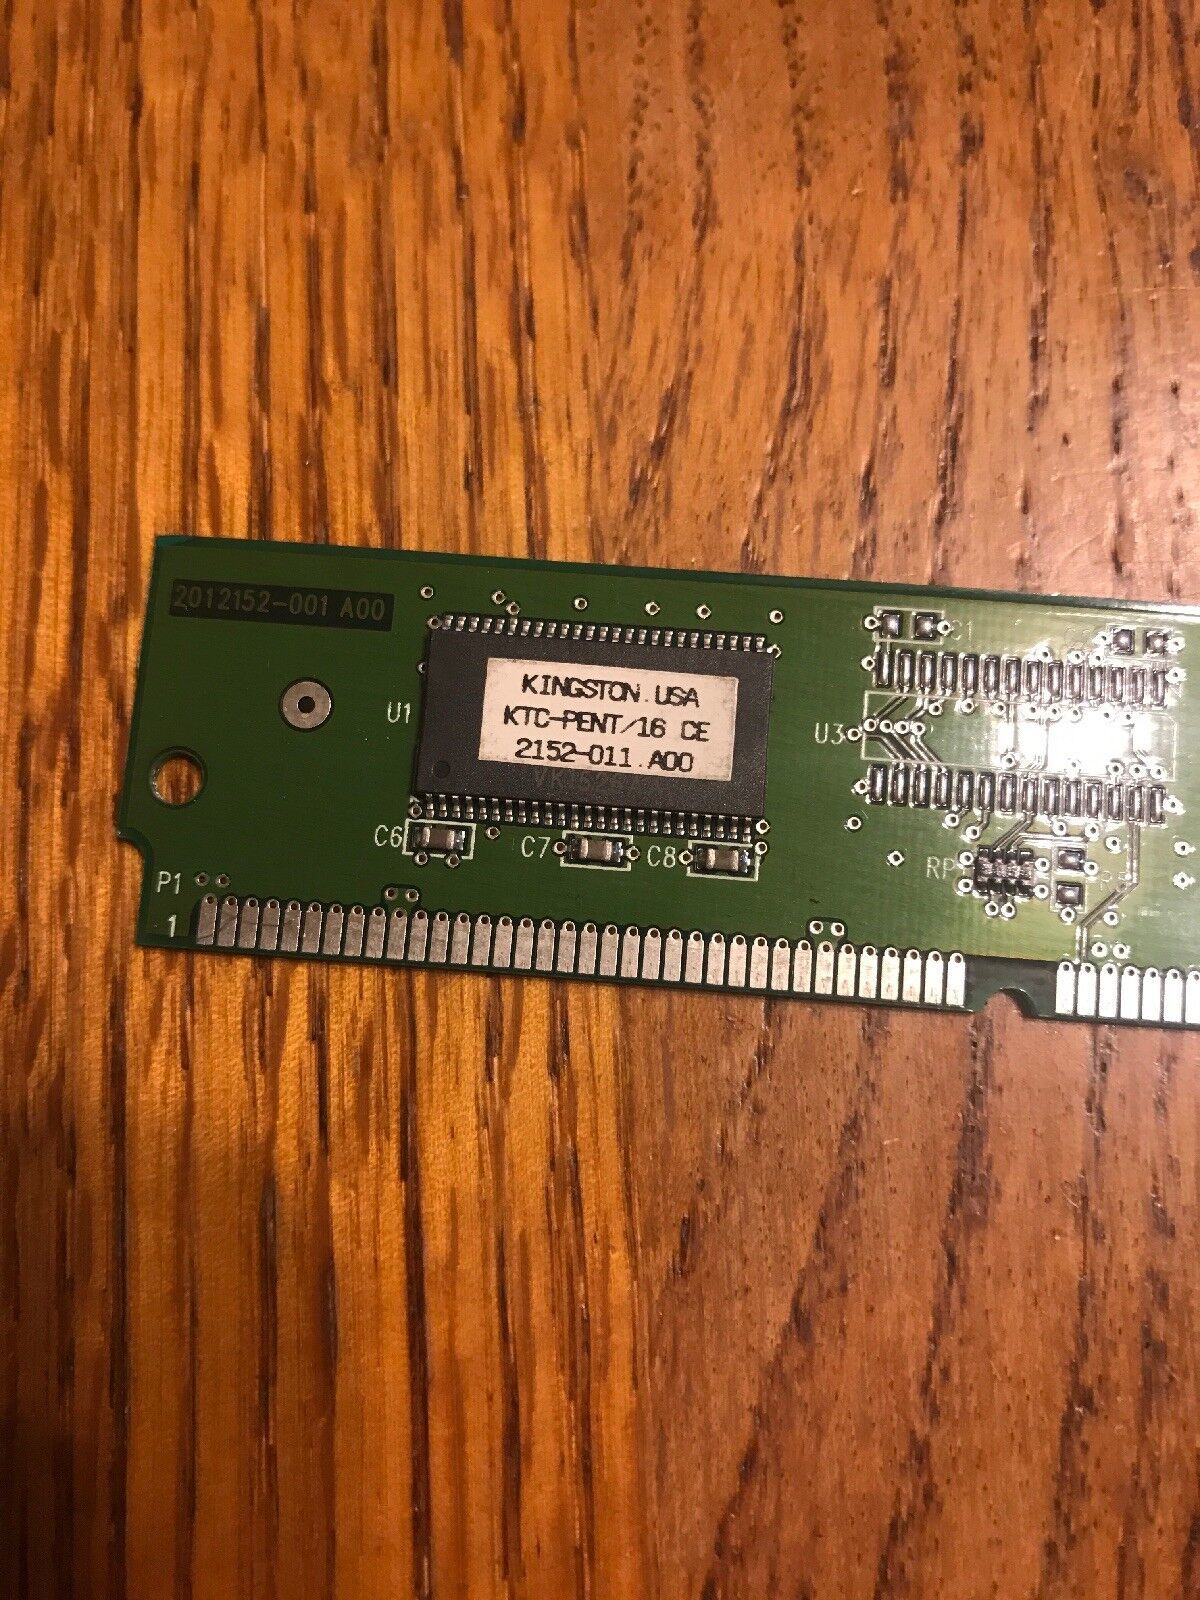 2012152-001 A00
U1
KINGSTON.USA
KTC-PENT/16 CE
2152-011.A00
U3
C6
C7
C8
P1
1